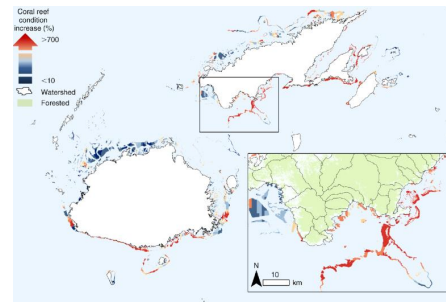 Coral reef
condition
increase (%)
>700
<10
Watershed
Forested
N
10
km